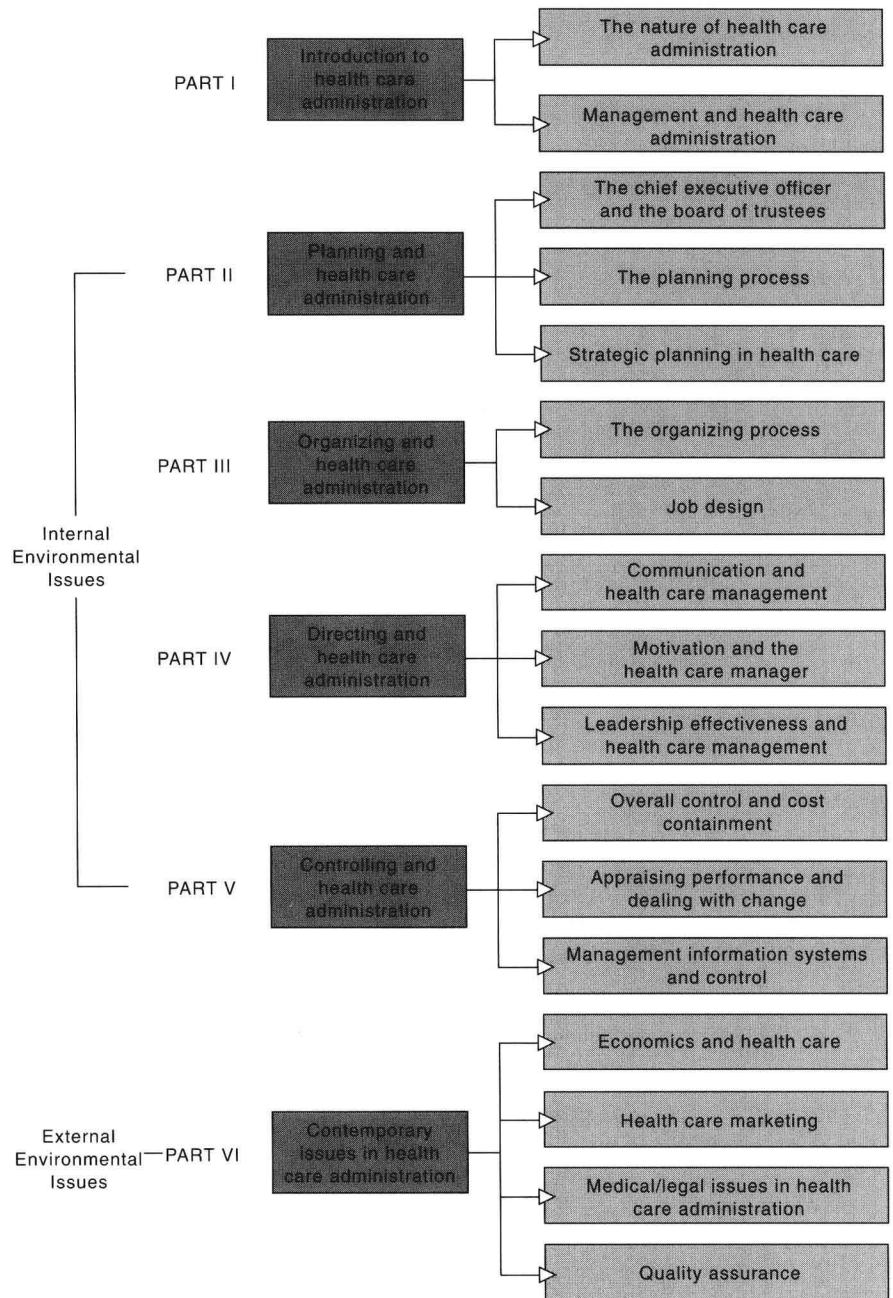 PART I
Introduction to
health care
administration
The nature of health care
administration
Management and health care
administration
PART II
Planning and
health care
administration
The chief executive officer
and the board of trustees
The planning process
Strategic planning in health care
PART III
Organizing and
health care
administration
The organizing process
Job design
Internal
Environmental
Issues
PART IV
Directing and
health care
administration
Communication and
health care management
Motivation and the
health care manager
Leadership effectiveness and
health care management
PART V
Controlling and
health care
administration
Overall control and cost
containment
Appraising performance and
dealing with change
Management information systems
and control
External
Environmental
Issues
PART VI
Contemporary
issues in health
care administration
Economics and health care
Health care marketing
Medical/legal issues in health
care administration
Quality assurance